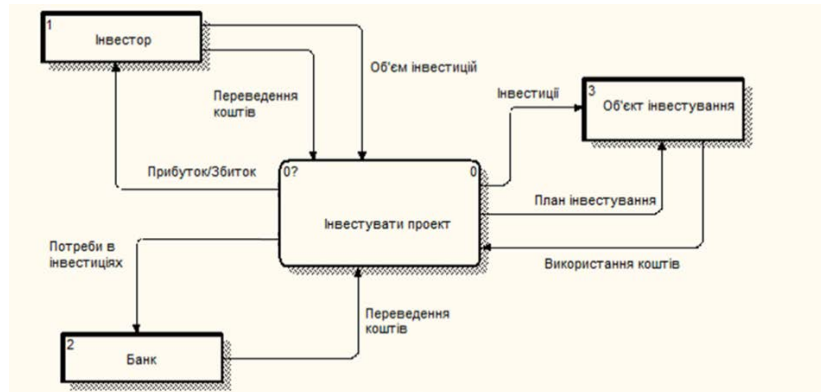 1
Інвестор
Об'єм інвестицій
Переведення
коштів
Прибуток/Збиток
Інвестиції
3
Об'єкт інвестування
0?
0
Інвестувати проект
План інвестування
Використання коштів
Потреби в
інвестиціях
Переведення
коштів
2
Банк